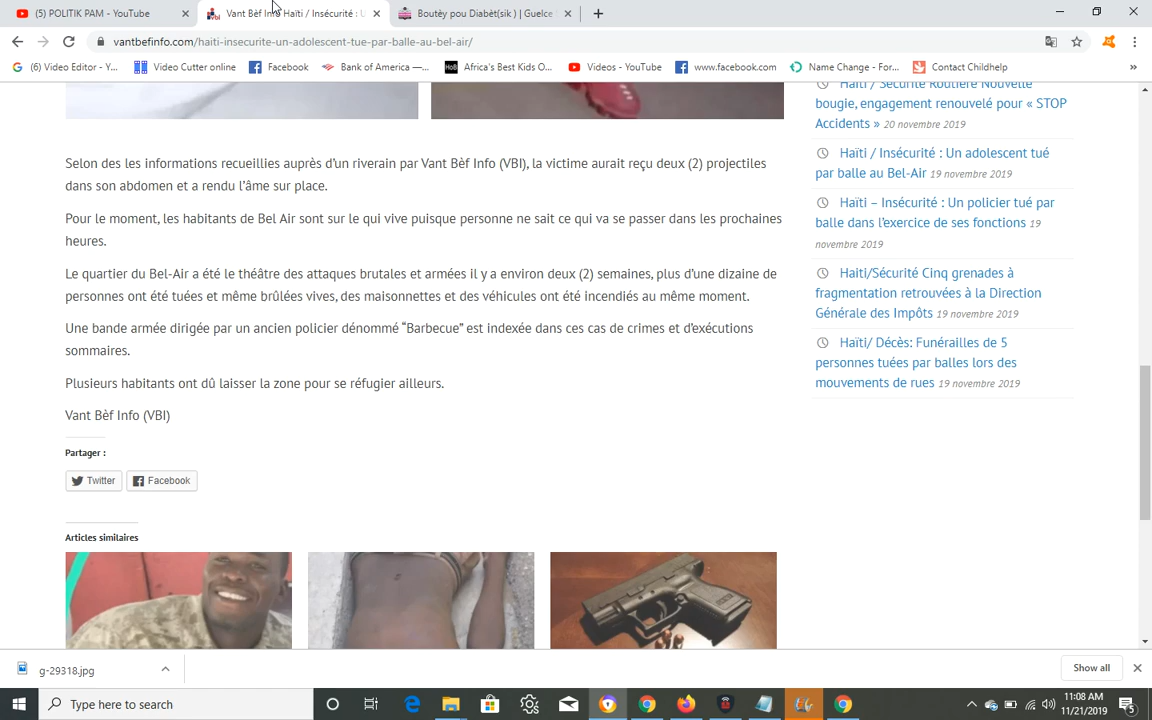 (5) POLITIK PAM - YouTube
Vant Bèf Info Haïti / Insécurité : U
Boutèy pou Diabèt(sik ) | Guelce
vantbefinfo.com/haiti-insecurite-un-adolescent-tue-par-balle-au-bel-air/
(6) Video Editor - Y...
Video Cutter online
Facebook
Bank of America —...
Africa's Best Kids O...
Videos - YouTube
www.facebook.com
Name Change - For...
Contact Childhelp
»
Selon des les informations recueillies auprès d'un riverain par Vant Bèf Info (VBI), la victime aurait reçu deux (2) projectiles
dans son abdomen et a rendu l'âme sur place.
Pour le moment, les habitants de Bel Air sont sur le qui vive puisque personne ne sait ce qui va se passer dans les prochaines
heures.
Le quartier du Bel-Air a été le théâtre des attaques brutales et armées il y a environ deux (2) semaines, plus d'une dizaine de
personnes ont été tuées et même brûlées vives, des maisonnettes et des véhicules ont été incendiés au même moment.
Une bande armée dirigée par un ancien policier dénommé "Barbecue" est indexée dans ces cas de crimes et d'exécutions
sommaires.
Plusieurs habitants ont dû laisser la zone pour se réfugier ailleurs.
Vant Bèf Info (VBI)
Partager :
Twitter
Facebook
Articles similaires
Haïti / Sécurité Routière Nouvelle
bougie, engagement renouvelé pour « STOP
Accidents » 20 novembre 2019
Haïti / Insécurité : Un adolescent tué
par balle au Bel-Air 19 novembre 2019
Haïti – Insécurité : Un policier tué par
balle dans l'exercice de ses fonctions 19
novembre 2019
Haiti/Sécurité Cinq grenades à
fragmentation retrouvées à la Direction
Générale des Impôts 19 novembre 2019
Haïti/ Décès: Funérailles de 5
personnes tuées par balles lors des
mouvements de rues 19 novembre 2019
g-29318.jpg
Show all
Type here to search
11:08 AM
11/21/2019
5